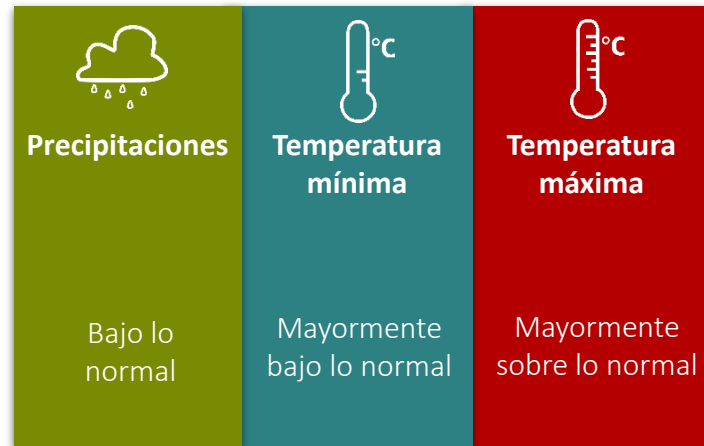 °C
°C
Precipitaciones
Temperatura
mínima
Temperatura
máxima
Bajo lo
normal
Mayormente
bajo lo normal
Mayormente
sobre lo normal